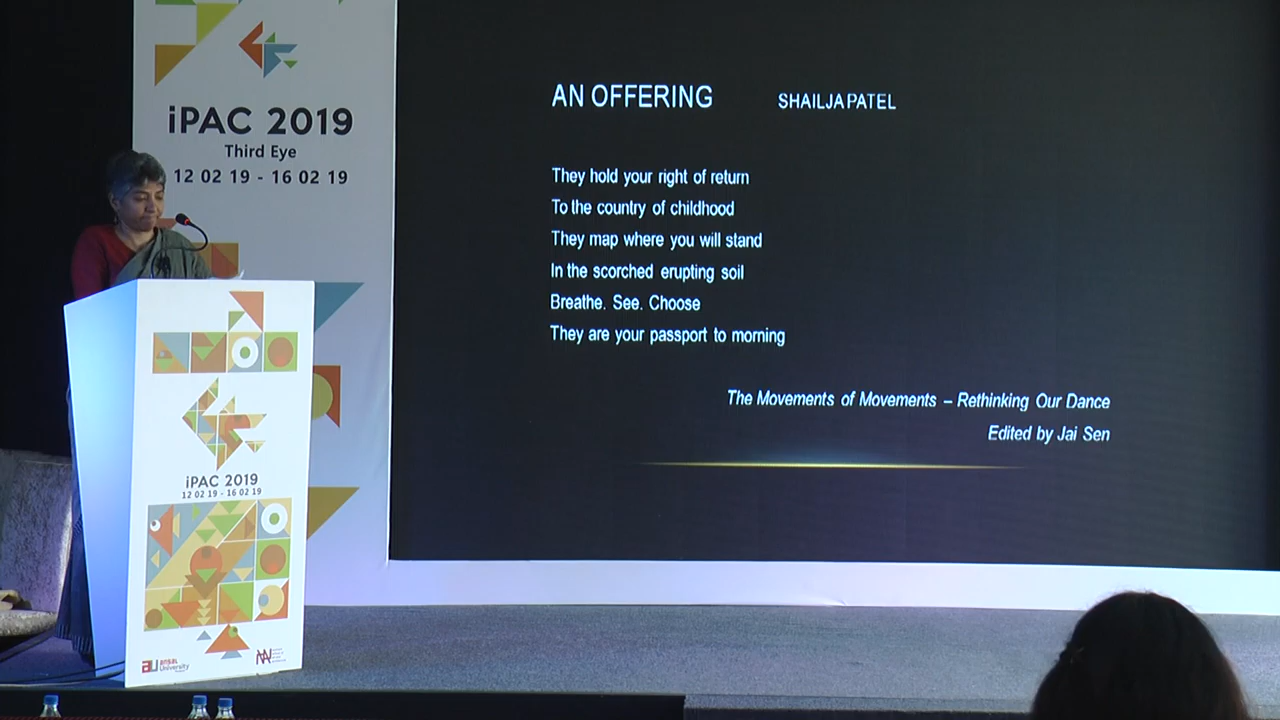 iPAC 2019
Third Eye
12 02 19 - 16 02 19
AN OFFERING SHAILJA PATEL
They hold your right of return
To the country of childhood
They map where you will stand
In the scorched erupting soil
Breathe. See. Choose
They are your passport to morning
The Movements of Movements – Rethinking Our Dance
Edited by Jai Sen
iPAC 2019
12 02 19 - 16 02 19
au ansal
University